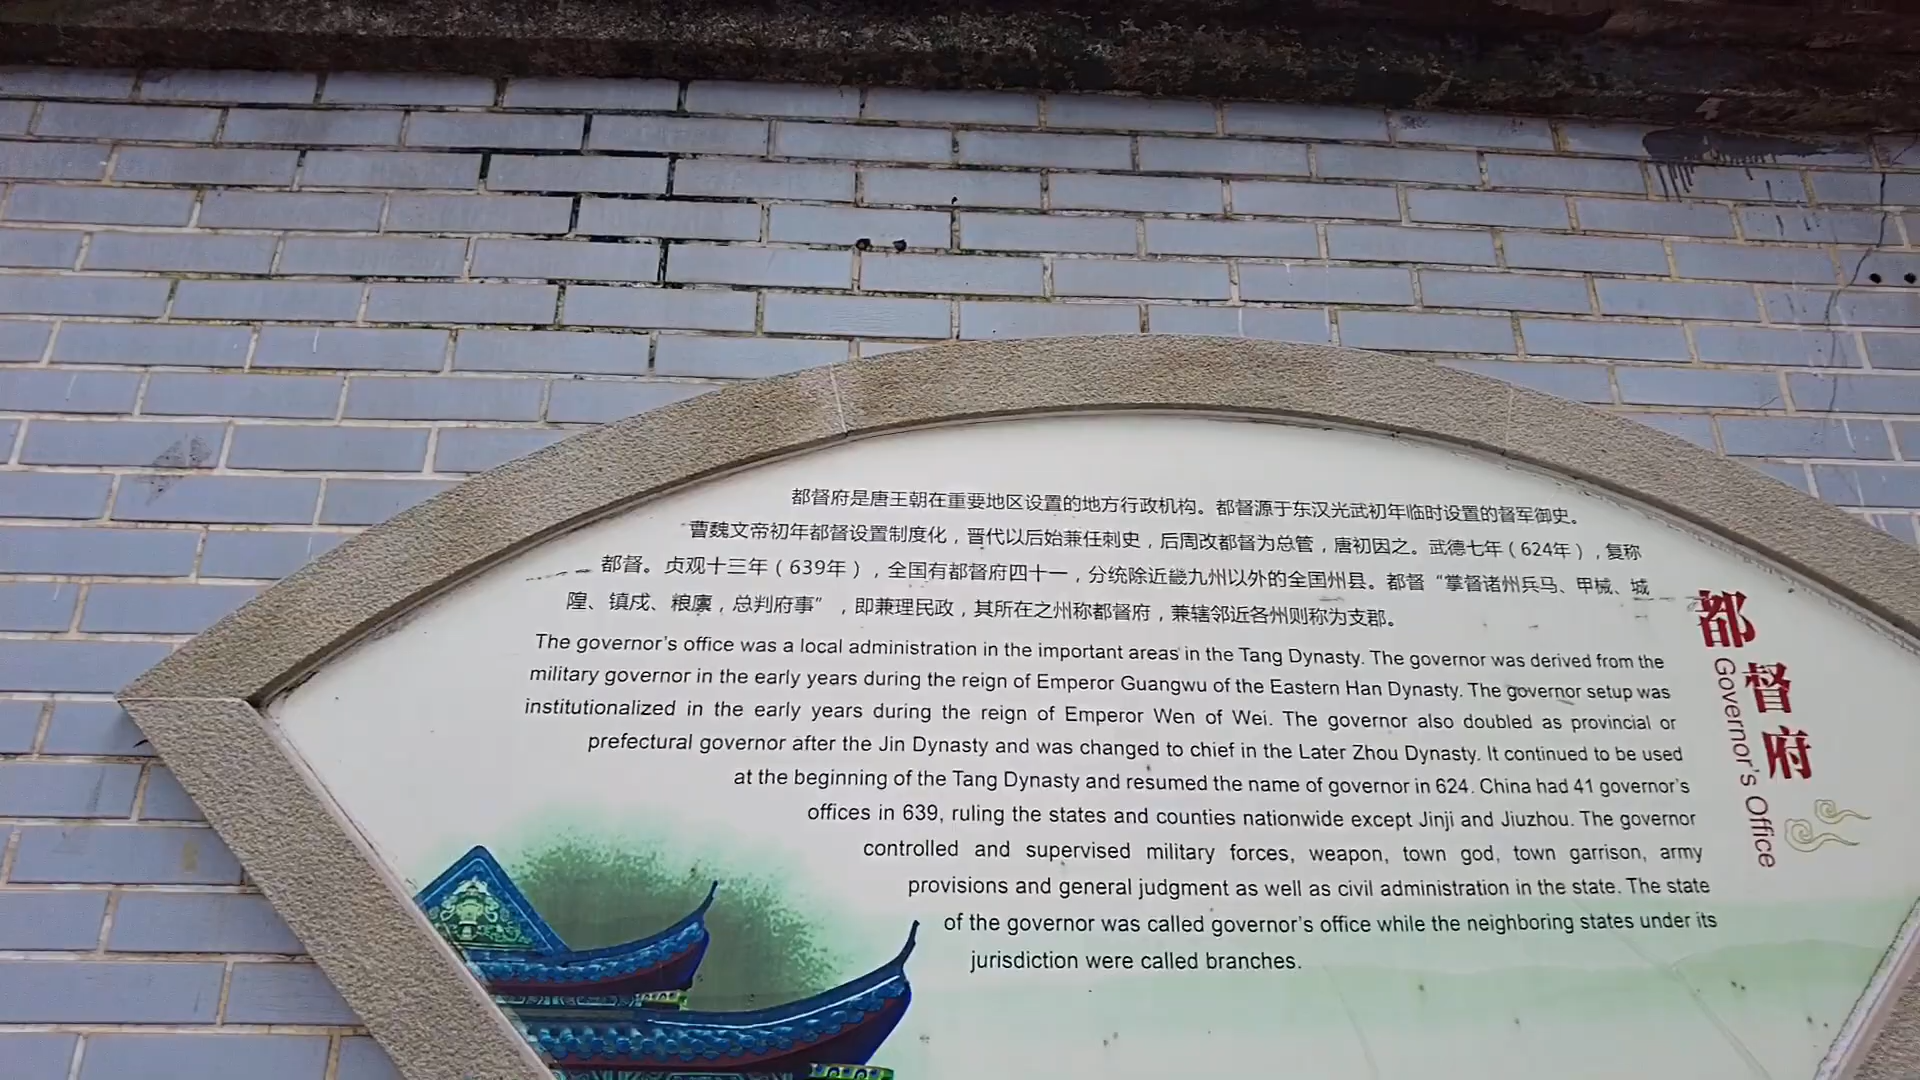 都督府是唐王朝在重要地区设置的地方行政机构。都督源于东汉光武初年临时设置的督军御史。
曹魏文帝初年都督设置制度化，晋代以后始兼任刺史，后周改都督为总管，唐初因之。武德七年（624年），复称
都督。贞观十三年（639年），全国有都督府四十一，分统除近畿九州以外的全国州县。都督“掌督诸州兵马、甲械、城
隍、镇戍、粮廪，总判府事”，即兼理民政，其所在之州称都督府，兼辖邻近各州则称为支郡。
The governor's office was a local administration in the important areas in the Tang Dynasty. The governor was derived from the
military governor in the early years during the reign of Emperor Guangwu of the Eastern Han Dynasty. The governor setup was
institutionalized in the early years during the reign of Emperor Wen of Wei. The governor also doubled as provincial or
prefectural governor after the Jin Dynasty and was changed to chief in the Later Zhou Dynasty. It continued to be used
at the beginning of the Tang Dynasty and resumed the name of governor in 624. China had 41 governor's
offices in 639, ruling the states and counties nationwide except Jinji and Jiuzhou. The governor
controlled and supervised military forces, weapon, town god, town garrison, army
provisions and general judgment as well as civil administration in the state. The state
of the governor was called governor's office while the neighboring states under its
jurisdiction were called branches.
都督府
Governor's Office